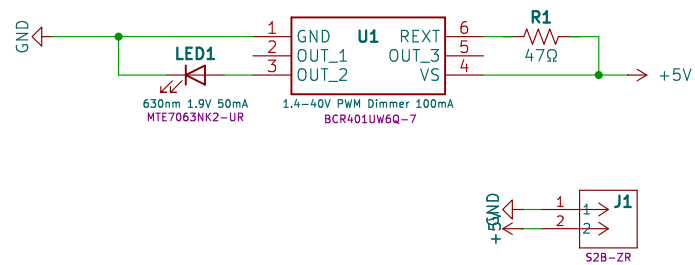 GND
1 GND U1 REXT 6 R1
2 OUT_1 OUT_3 5 47Ω
LED1 3 OUT_2 VS 4 +5V
630nm 1.9V 50mA 1.4-40V PWM Dimmer 100mA
MTE7063NK2-UR BCR401UW6Q-7
GND 1 1 J1
+5V 2 2
S2B-ZR